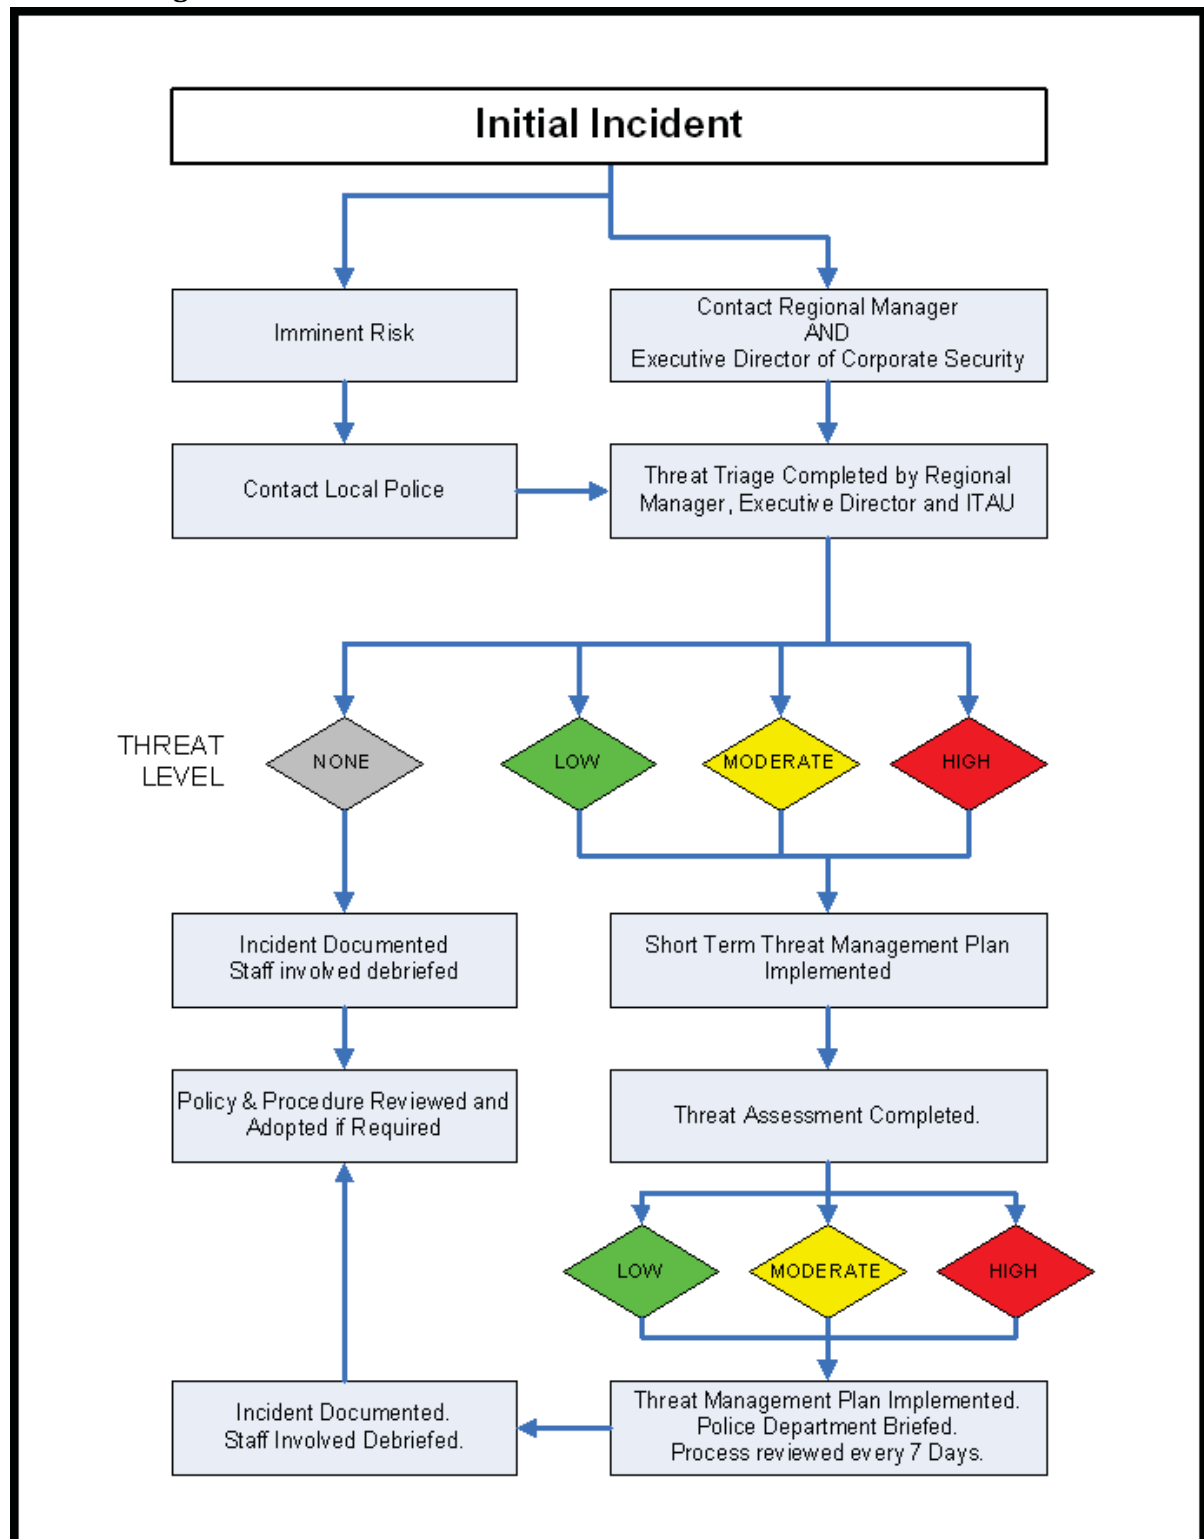 Initial Incident
Imminent Risk
Contact Regional Manager
AND
Executive Director of Corporate Security
Contact Local Police
Threat Triage Completed by Regional
Manager, Executive Director and ITAU
THREAT
LEVEL
NONE
LOW
MODERATE
HIGH
Incident Documented
Staff involved debriefed
Short Term Threat Management Plan
Implemented
Policy & Procedure Reviewed and
Adopted if Required
Threat Assessment Completed.
LOW
MODERATE
HIGH
Incident Documented.
Staff Involved Debriefed.
Threat Management Plan Implemented.
Police Department Briefed.
Process reviewed every 7 Days.